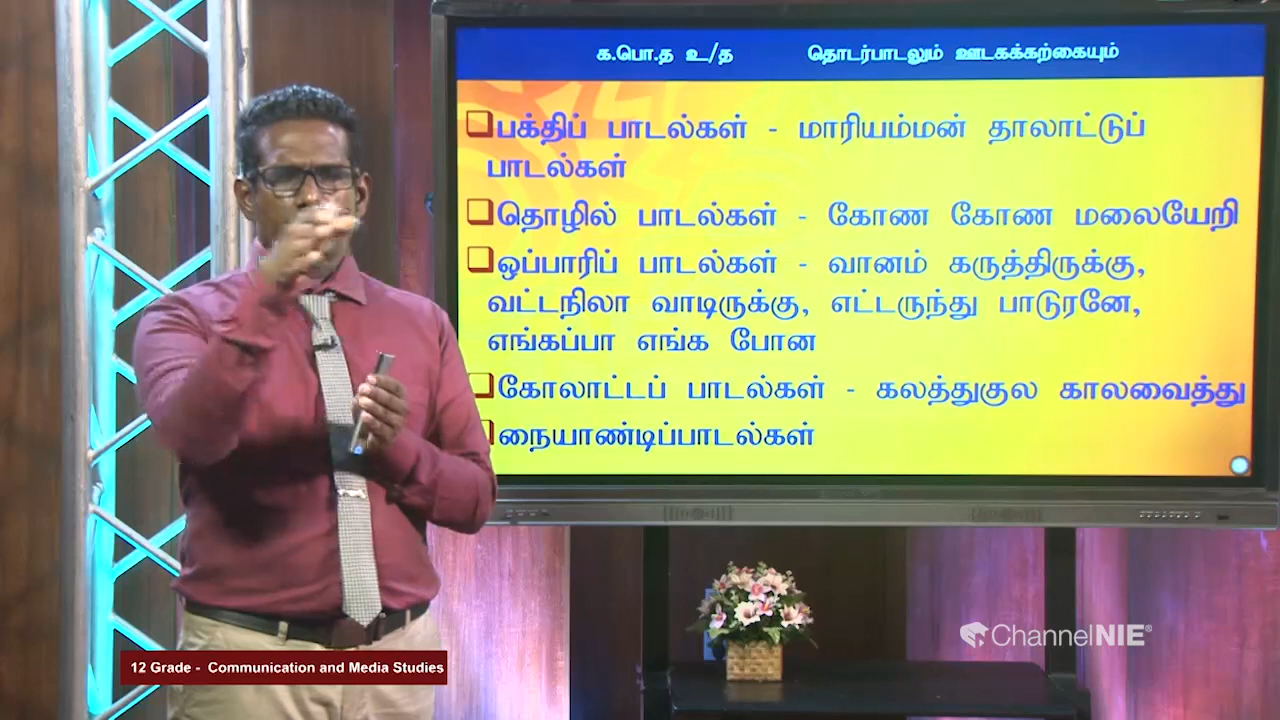 க.பொ.த உ/த தொடர்பாடலும் ஊடகக்கற்கையும்
பக்திப் பாடல்கள் - மாரியம்மன் தாலாட்டுப்
பாடல்கள்
தொழில் பாடல்கள் - கோண கோண மலையேறி
ஒப்பாரிப் பாடல்கள் - வானம் கருத்திருக்கு,
வட்டநிலா வாடிருக்கு, எட்டருந்து பாடுரனே,
எங்கப்பா எங்க போன
கோலாட்டப் பாடல்கள் - கலத்துகுல காலவைத்து
நையாண்டிப்பாடல்கள்
ChannelNIE®
12 Grade - Communication and Media Studies